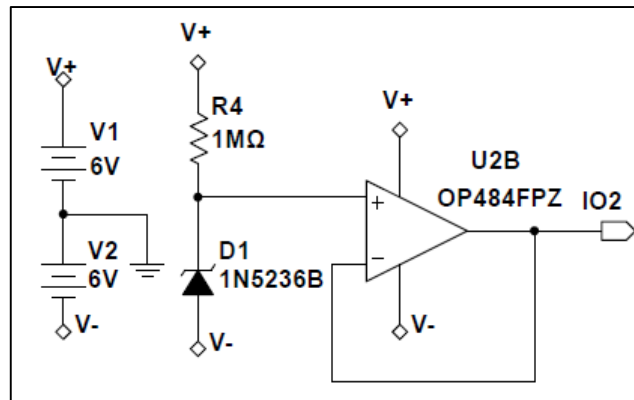 V+
V+
V1
6V
V2
6V
V-
R4
1MΩ
D1
1N5236B
V-
V+
U2B
OP484FPZ
+
−
V-
IO2